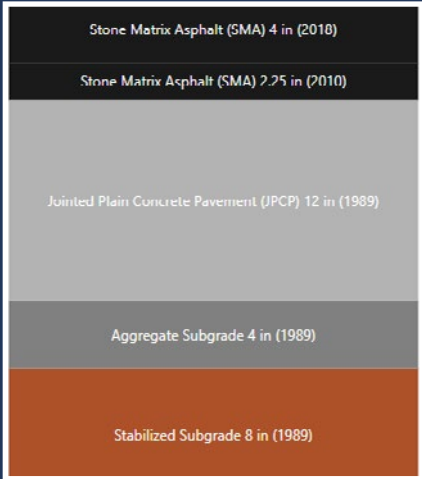 Stone Matrix Asphalt (SMA) 4 in (2018)
Stone Matrix Asphalt (SMA) 2.25 in (2010)
Jointed Plain Concrete Pavement (JPCP) 12 in (1989)
Aggregate Subgrade 4 in (1989)
Stabilized Subgrade 8 in (1989)